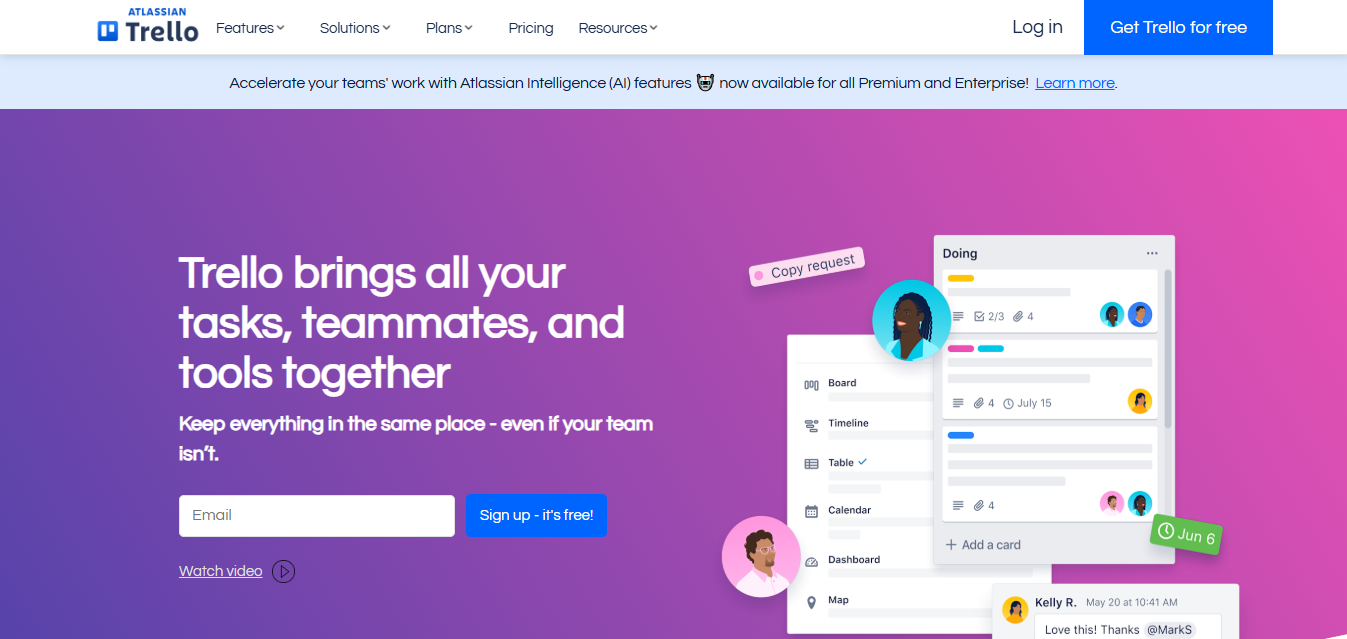 ATLASSIAN
Trello
Features
Solutions
Plans
Pricing
Resources
Log in
Get Trello for free
Accelerate your teams' work with Atlassian Intelligence (AI) features now available for all Premium and Enterprise! Learn more.
Trello brings all your
tasks, teammates, and
tools together
Keep everything in the same place - even if your team
isn’t.
Email
Sign up - it's free!
Watch video
Copy request
Doing
2/3
4
4
July 15
4
Add a card
Board
Timeline
Table
Calendar
Dashboard
Map
Jun 6
Kelly R. May 20 at 10:41 AM
Love this! Thanks @MarkS